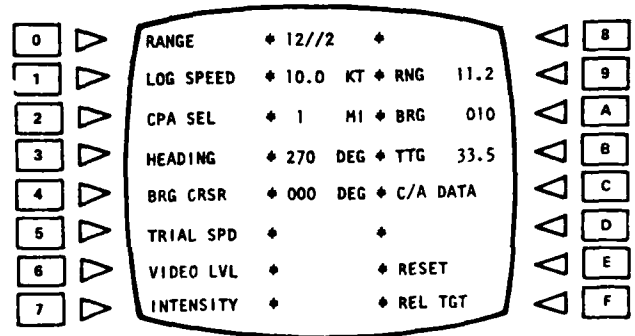 0 RANGE ♦ 12//2 ♦ 8
1 LOG SPEED ♦ 10.0 KT ♦ RNG 11.2 9
2 CPA SEL ♦ 1 MI ♦ BRG 010 A
3 HEADING ♦ 270 DEG ♦ TTG 33.5 B
4 BRG CRSR ♦ 000 DEG ♦ C/A DATA C
5 TRIAL SPD ♦ ♦ D
6 VIDEO LVL ♦ ♦ RESET E
7 INTENSITY ♦ ♦ REL TGT F